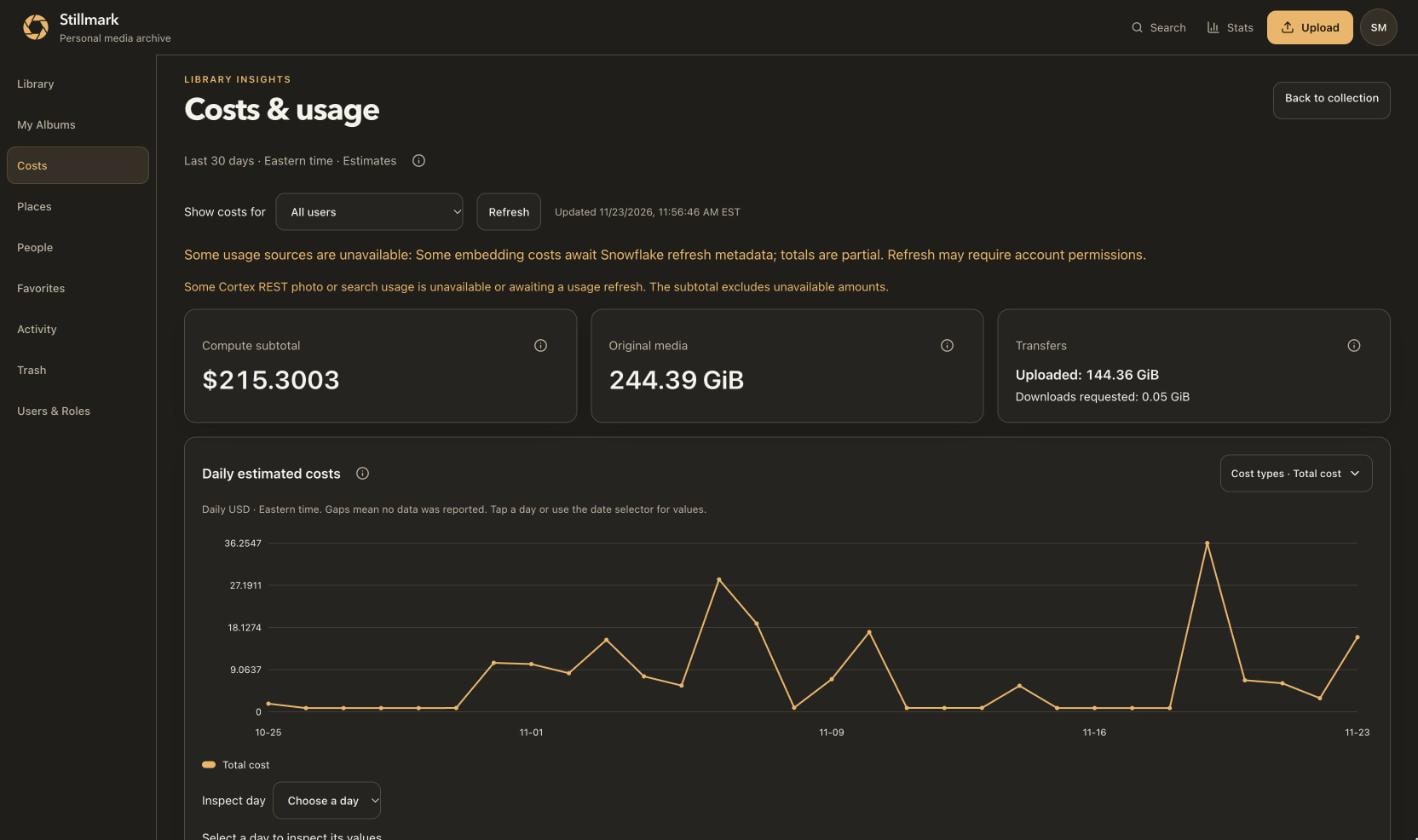 Stillmark
Personal media archive
Search
Stats
Upload
SM
Library
My Albums
Costs
Places
People
Favorites
Activity
Trash
Users & Roles
LIBRARY INSIGHTS
Costs & usage
Back to collection
Last 30 days · Eastern time · Estimates
Show costs for
All users
Refresh
Updated 11/23/2026, 11:56:46 AM EST
Some usage sources are unavailable: Some embedding costs await Snowflake refresh metadata; totals are partial. Refresh may require account permissions.
Some Cortex REST photo or search usage is unavailable or awaiting a usage refresh. The subtotal excludes unavailable amounts.
Compute subtotal
$215.3003
Original media
244.39 GiB
Transfers
Uploaded: 144.36 GiB
Downloads requested: 0.05 GiB
Daily estimated costs
Cost types · Total cost
Daily USD · Eastern time. Gaps mean no data was reported. Tap a day or use the date selector for values.
36.2547
27.1911
18.1274
9.0637
0
10-25
11-01
11-09
11-16
11-23
Total cost
Inspect day
Choose a day
Select a day to inspect its values